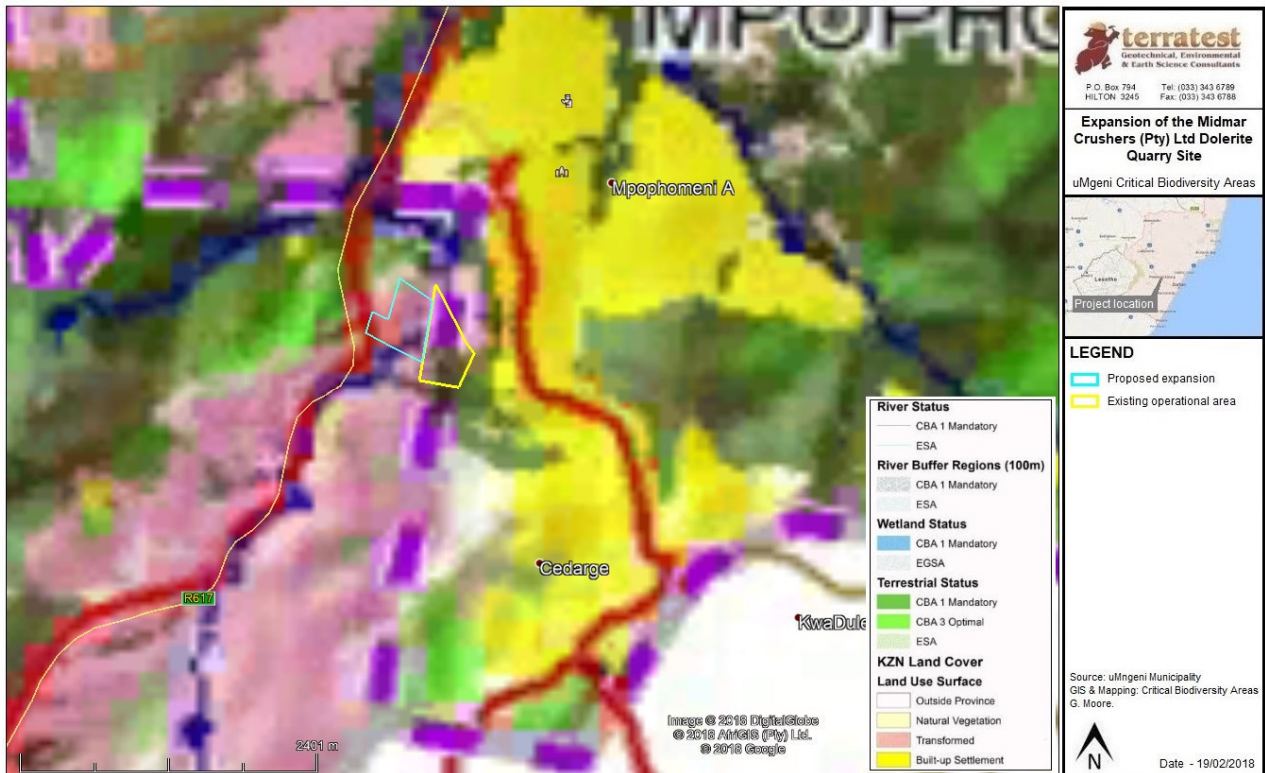 MPOPHO
Mpophomeni A
Cedarge
KwaDule
R617
2401 m
Image © 2018 DigitalGlobe
© 2018 AfriGIS (Pty) Ltd.
© 2018 Google
River Status
CBA 1 Mandatory
ESA
River Buffer Regions (100m)
CBA 1 Mandatory
ESA
Wetland Status
CBA 1 Mandatory
EGSA
Terrestrial Status
CBA 1 Mandatory
CBA 3 Optimal
ESA
KZN Land Cover
Land Use Surface
Outside Province
Natural Vegetation
Transformed
Built-up Settlement
terratest
Geotechnical, Environmental
& Earth Science Consultants
P.O. Box 794 Tel: (033) 343 6789
HILTON 3245 Fax: (033) 343 6788
Expansion of the Midmar
Crushers (Pty) Ltd Dolerite
Quarry Site
uMgeni Critical Biodiversity Areas
Lesotho
Project location
LEGEND
Proposed expansion
Existing operational area
Source: uMngeni Municipality
GIS & Mapping: Critical Biodiversity Areas
G. Moore.
N
Date - 19/02/2018